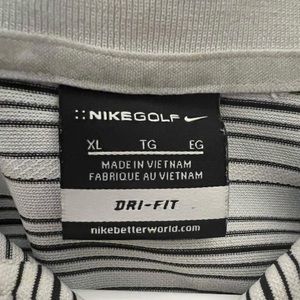 NIKEGOLF
XL TG EG
MADE IN VIETNAM
FABRIQUE AU VIETNAM
DRI-FIT
nikebetterworld.com